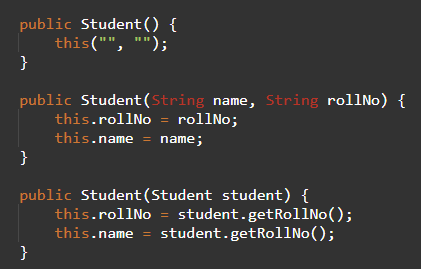 public Student() {
    this("", "");
}

public Student(String name, String rollNo) {
    this.rollNo = rollNo;
    this.name = name;
}

public Student(Student student) {
    this.rollNo = student.getRollNo();
    this.name = student.getRollNo();
}